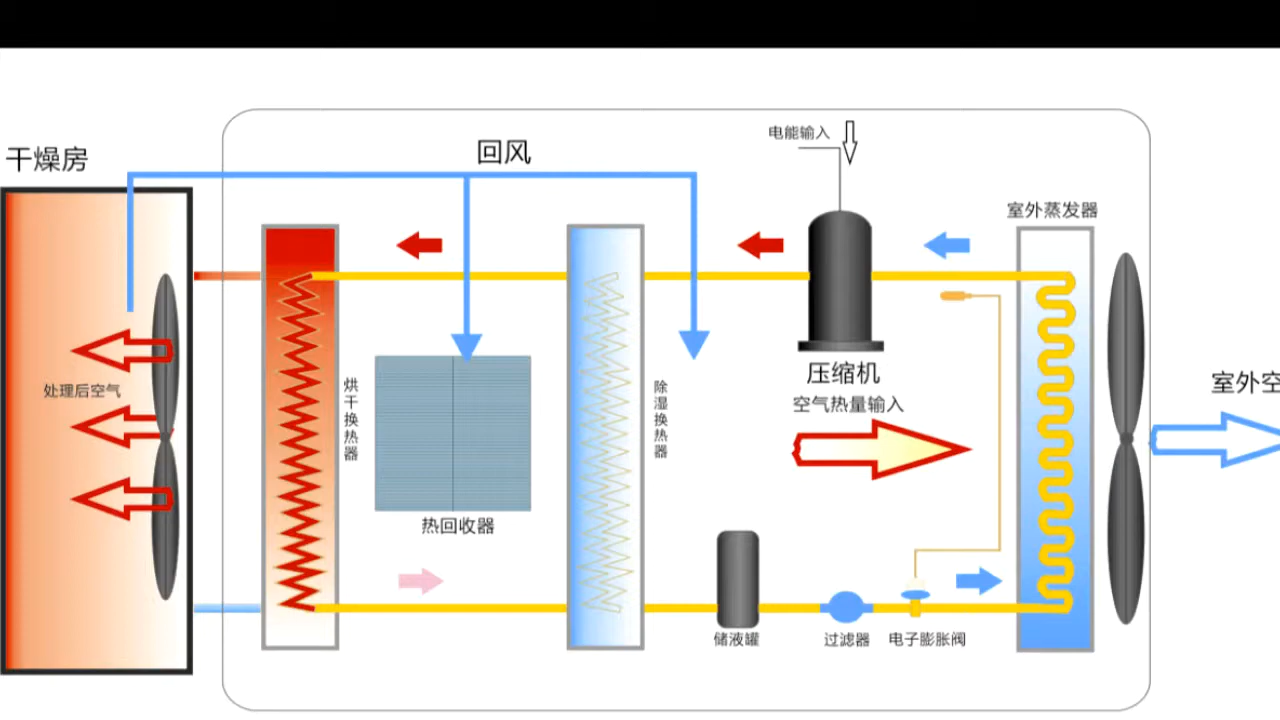 电能输入
回风
干燥房
室外蒸发器
压缩机
室外空
处理后空气
空气热量输入
烘干换热器
除湿换热器
热回收器
储液罐
过滤器
电子膨胀阀